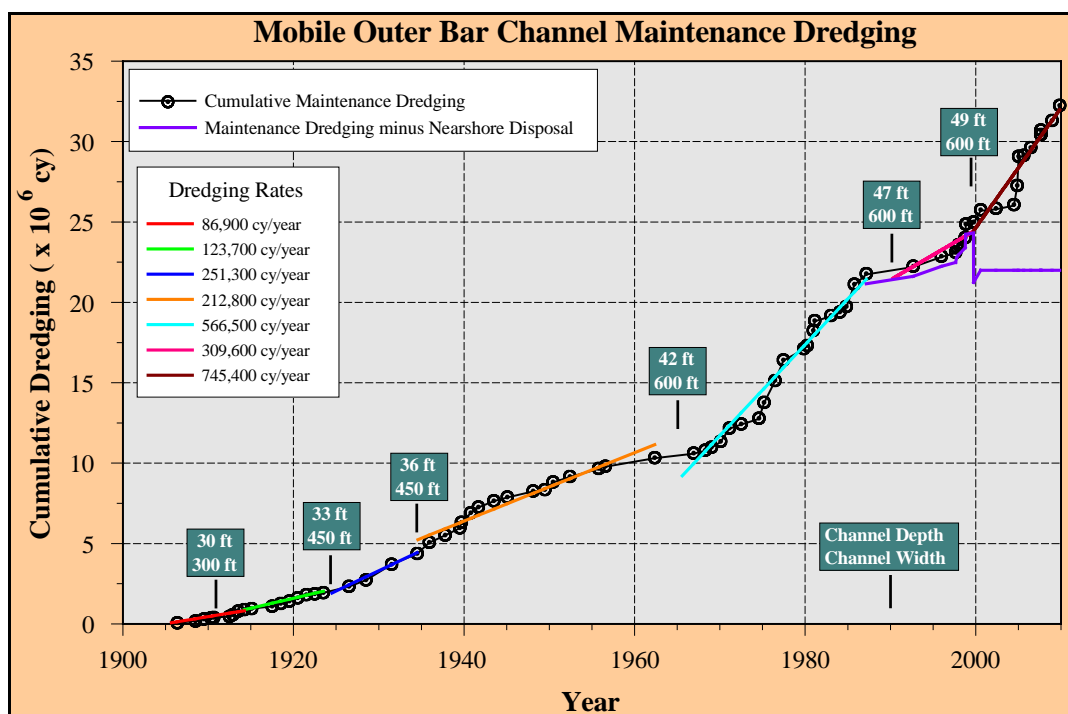 Mobile Outer Bar Channel Maintenance Dredging
Cumulative Maintenance Dredging
Maintenance Dredging minus Nearshore Disposal
Dredging Rates
86,900 cy/year
123,700 cy/year
251,300 cy/year
212,800 cy/year
566,500 cy/year
309,600 cy/year
745,400 cy/year
30 ft
300 ft
33 ft
450 ft
36 ft
450 ft
42 ft
600 ft
47 ft
600 ft
49 ft
600 ft
Channel Depth
Channel Width
Cumulative Dredging ( x 10^6 cy)
35
30
25
20
15
10
5
0
1900
1920
1940
1960
1980
2000
Year